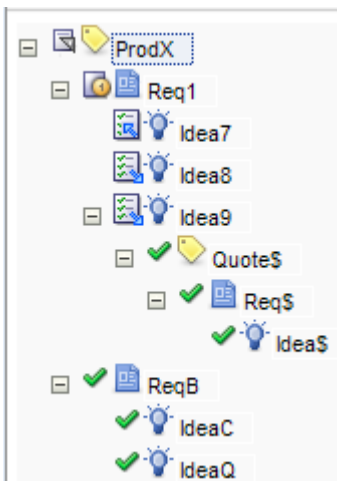 ProdX
Req1
Idea7
Idea8
Idea9
Quote$
Req$
Idea$
ReqB
IdeaC
IdeaQ